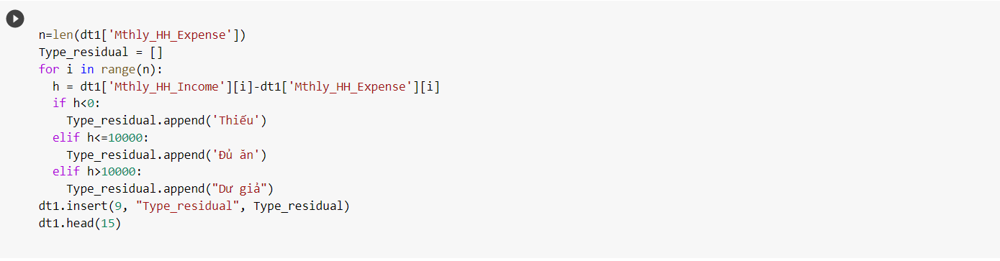 n=len(dt1['Mthly_HH_Expense'])
Type_residual = []
for i in range(n):
  h = dt1['Mthly_HH_Income'][i]-dt1['Mthly_HH_Expense'][i]
  if h<0:
    Type_residual.append('Thiếu')
  elif h<=10000:
    Type_residual.append('Đủ ăn')
  elif h>10000:
    Type_residual.append("Dư giả")
dt1.insert(9, "Type_residual", Type_residual)
dt1.head(15)